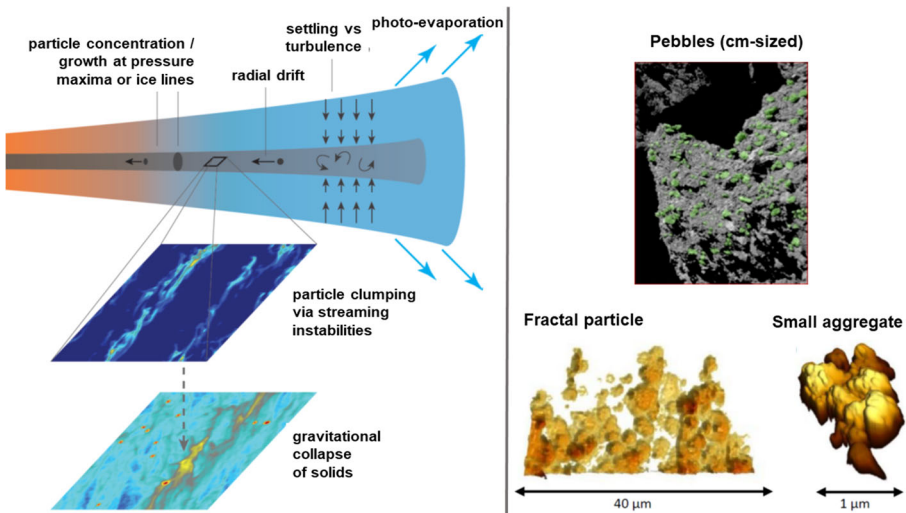 particle concentration /
growth at pressure
maxima or ice lines
radial drift
settling vs
turbulence
photo-evaporation
particle clumping
via streaming
instabilities
gravitational
collapse
of solids
Pebbles (cm-sized)
Fractal particle
Small aggregate
40 µm
1 µm